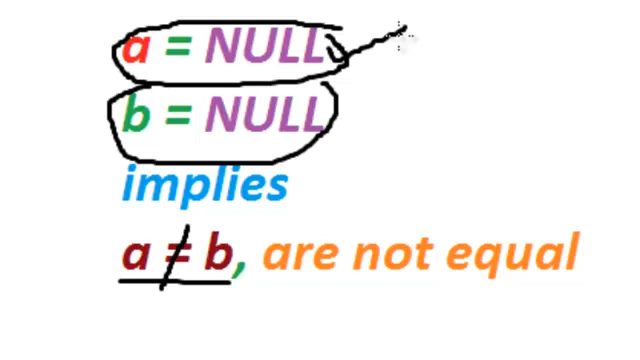 a = NULL
b = NULL
implies
a ≠ b, are not equal